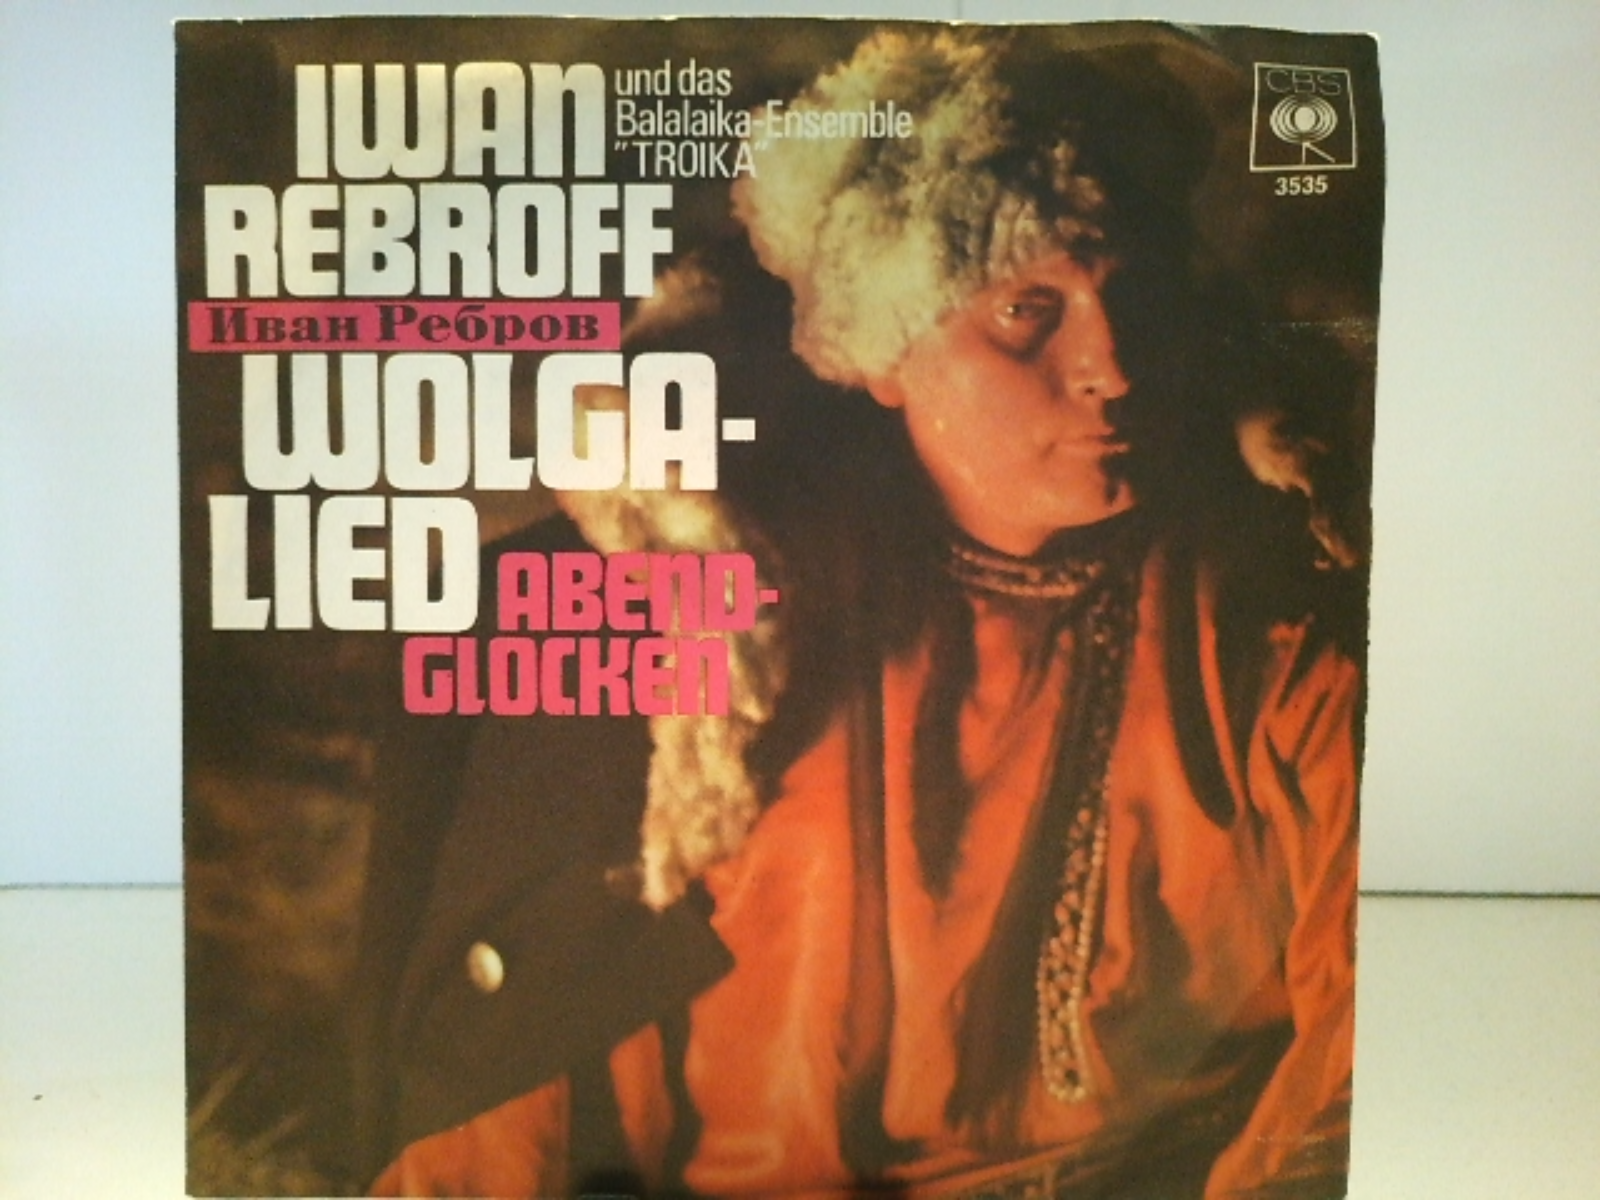 IWAN
und das
Balalaika-Ensemble
"TROIKA"
REBROFF
Иван Ребров
WOLGA-
LIED
ABEND-
GLOCKEN
CBS
3535